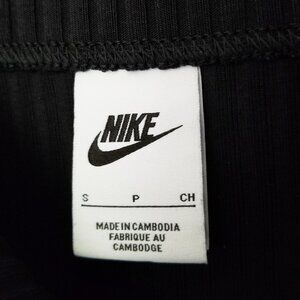 NIKE
S P CH
MADE IN CAMBODIA
FABRIQUE AU
CAMBODGE